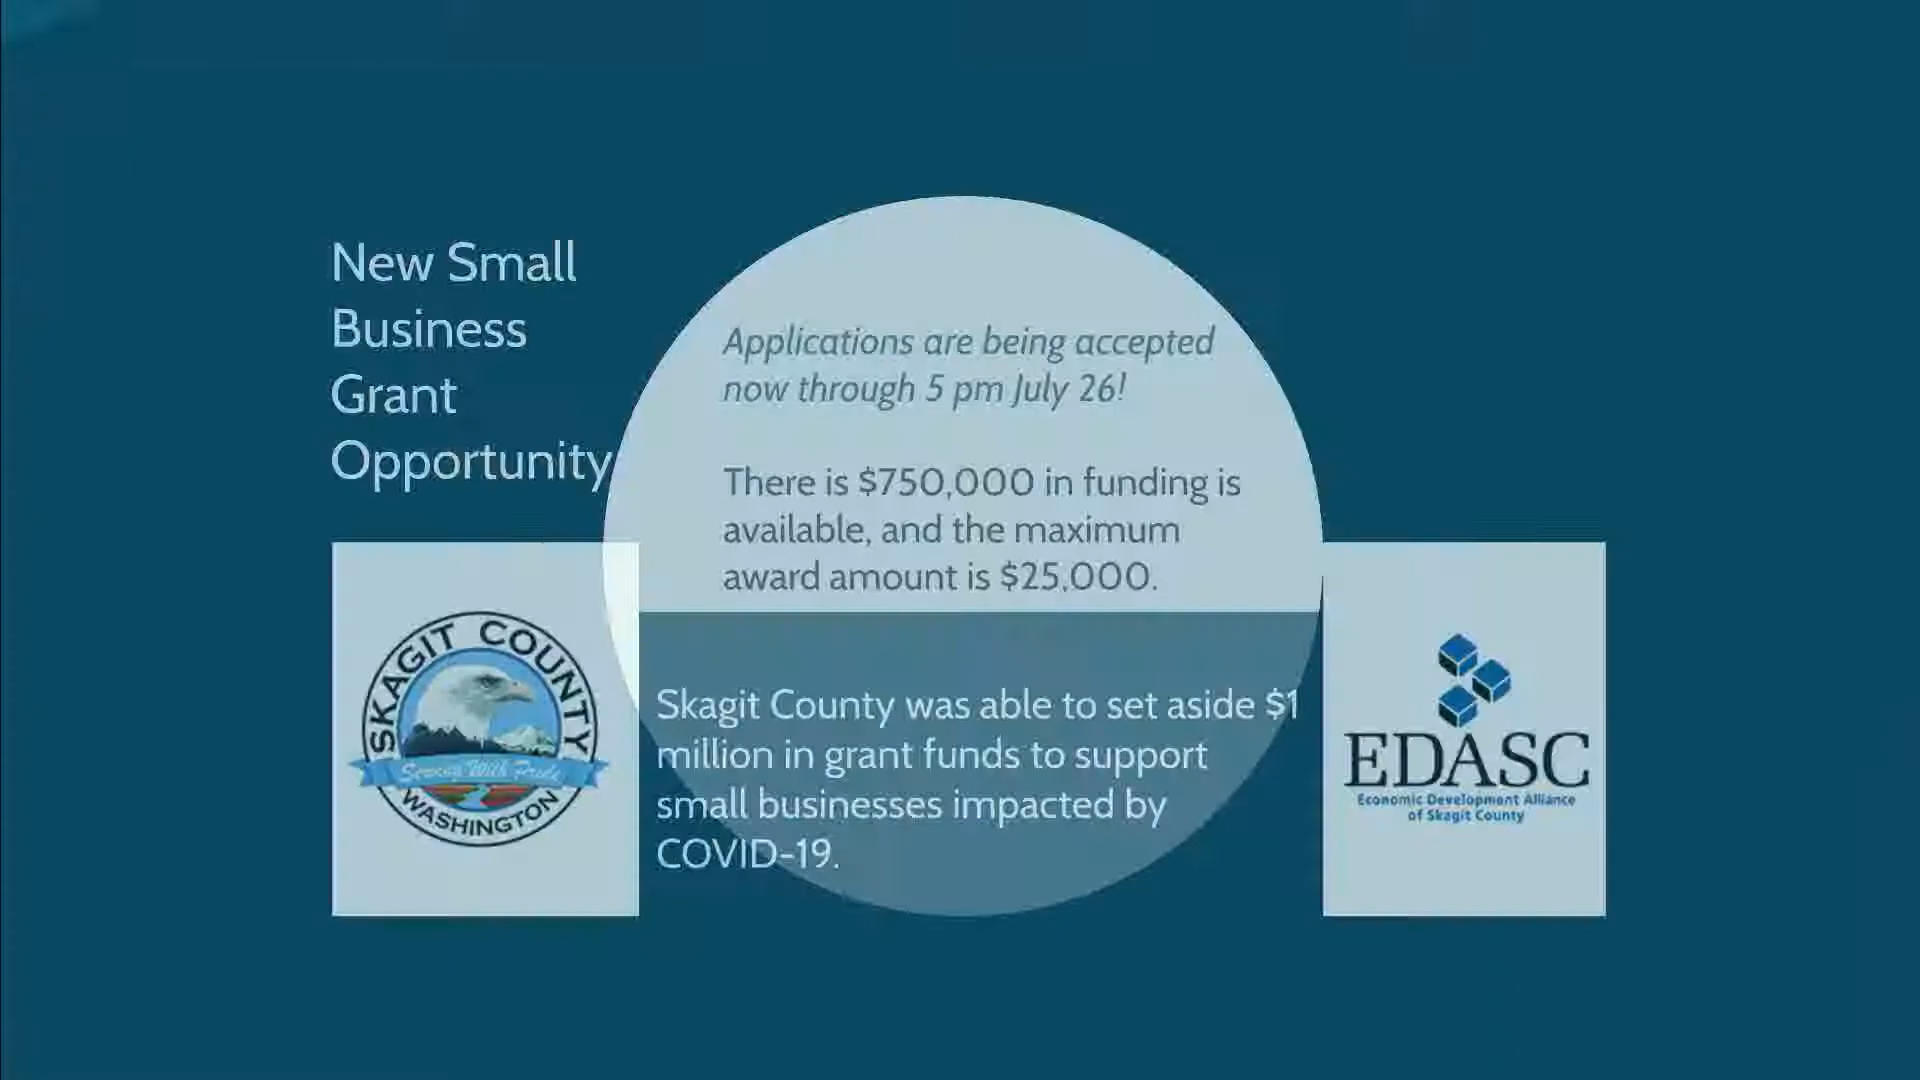 New Small
Business
Grant
Opportunity
Applications are being accepted
now through 5 pm July 26!
There is $750,000 in funding is
available, and the maximum
award amount is $25,000.
SKAGIT COUNTY
Serving With Pride
WASHINGTON
Skagit County was able to set aside $1
million in grant funds to support
small businesses impacted by
COVID-19.
EDASC
Economic Development Alliance
of Skagit County